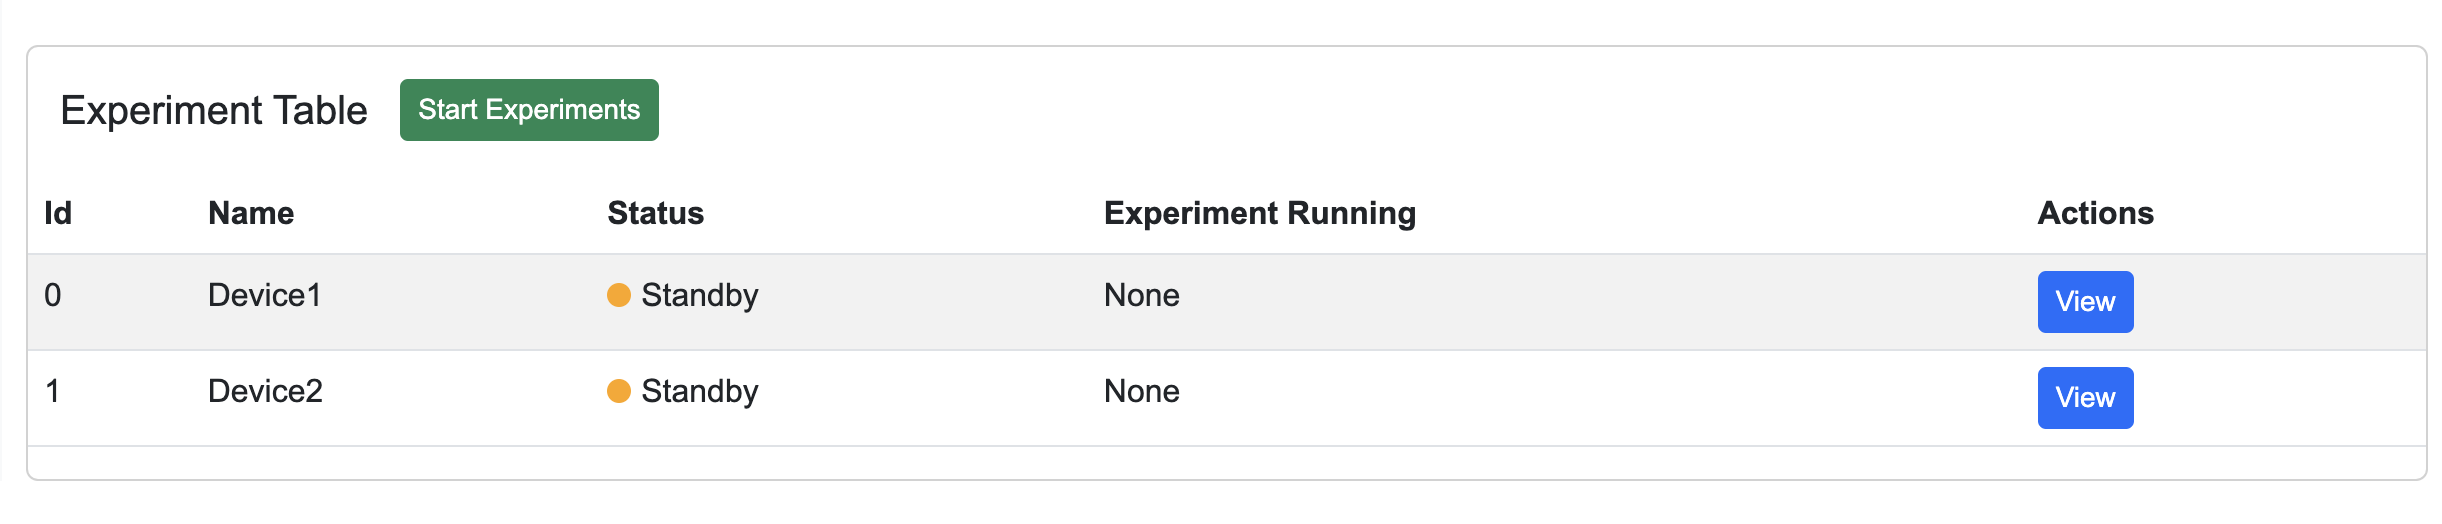 Experiment Table Start Experiments
Id Name Status Experiment Running Actions
0 Device1 Standby None View
1 Device2 Standby None View